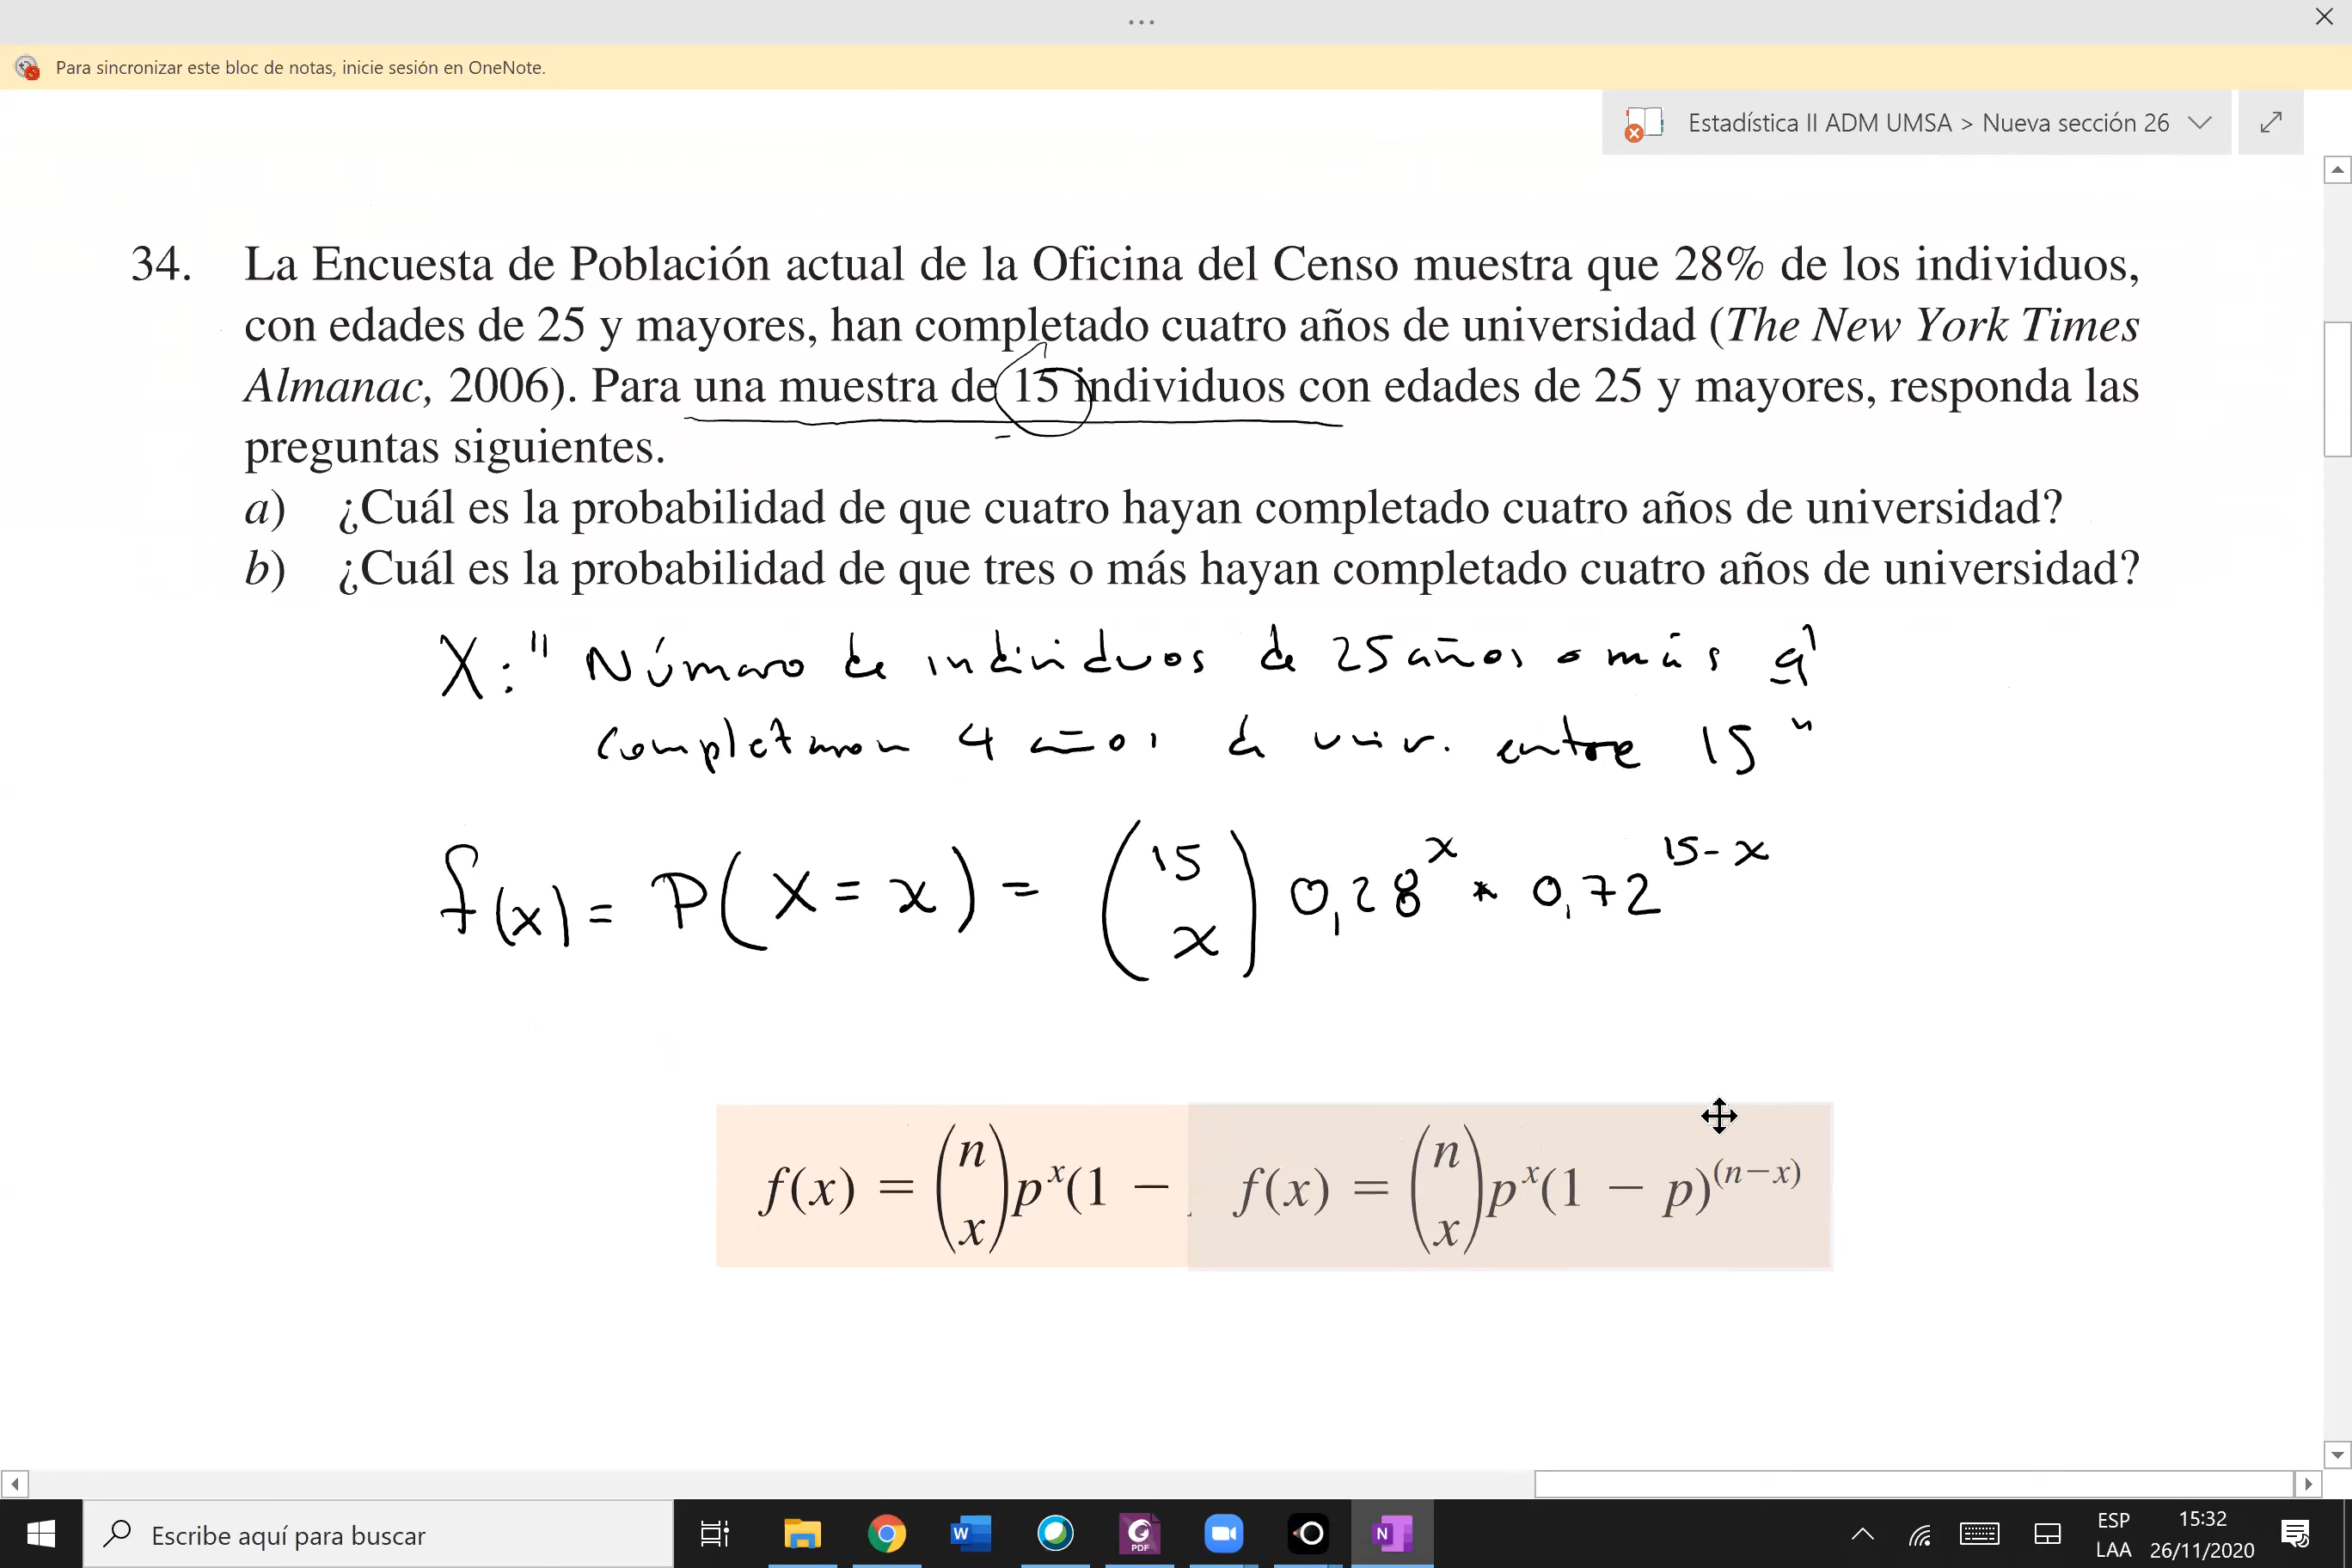 Para sincronizar este bloc de notas, inicie sesión en OneNote.
Estadística II ADM UMSA > Nueva sección 26
34. La Encuesta de Población actual de la Oficina del Censo muestra que 28% de los individuos,
con edades de 25 y mayores, han completado cuatro años de universidad (The New York Times
Almanac, 2006). Para una muestra de 15 individuos con edades de 25 y mayores, responda las
preguntas siguientes.
a) ¿Cuál es la probabilidad de que cuatro hayan completado cuatro años de universidad?
b) ¿Cuál es la probabilidad de que tres o más hayan completado cuatro años de universidad?
X: " Número de individuos de 25 años o más q'
completaron 4 años d univ. entre 15 "
f(x) = P(X = x) = (15 x) 0,28^x * 0,72^(15-x)
f(x) = (n x) p^x (1 −
f(x) = (n x) p^x (1 − p)^(n−x)
Escribe aquí para buscar
ESP
LAA
15:32
26/11/2020